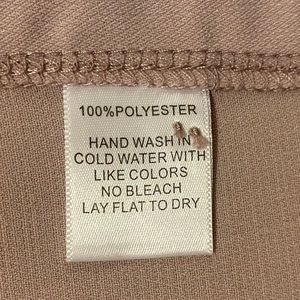 100%POLYESTER
HAND WASH IN
COLD WATER WITH
LIKE COLORS
NO BLEACH
LAY FLAT TO DRY